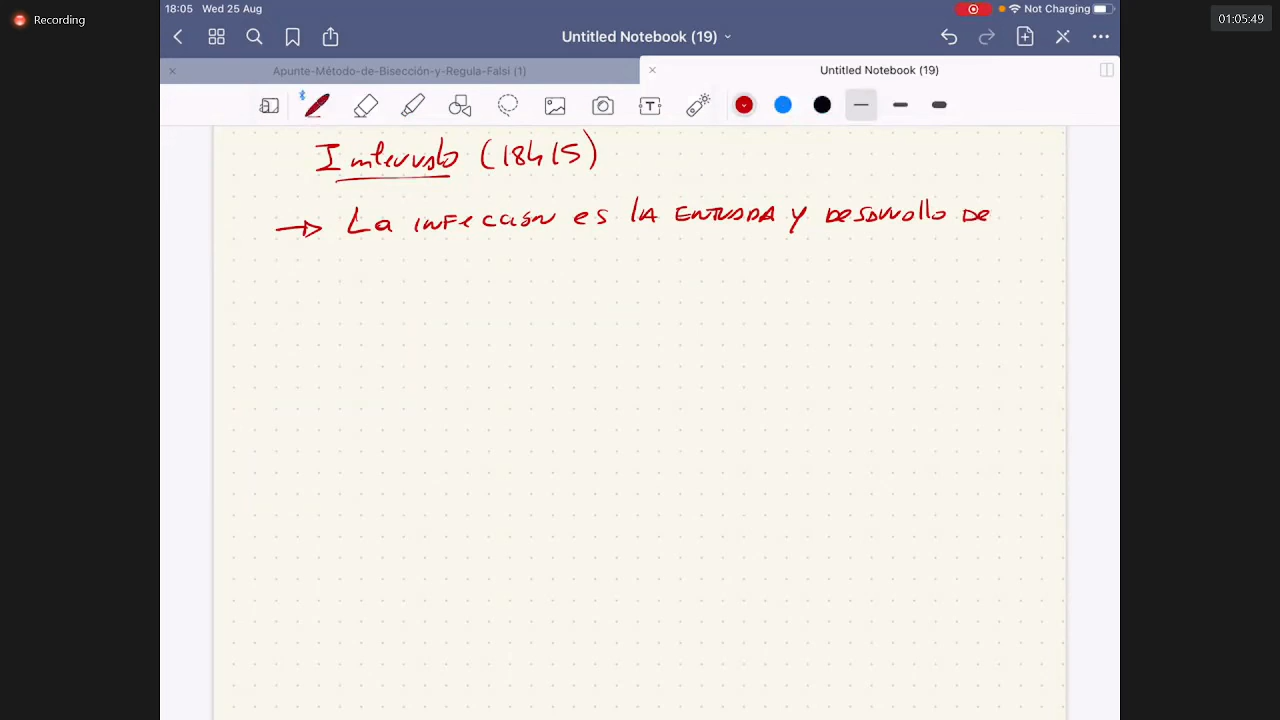 Recording
18:05 Wed 25 Aug
Not Charging
01:05:49
Untitled Notebook (19)
Apunte-Método-de-Bisección-y-Regula-Falsi (1)
Untitled Notebook (19)
Intervalo (18h15)
→ La infección es la entrada y desarrollo de